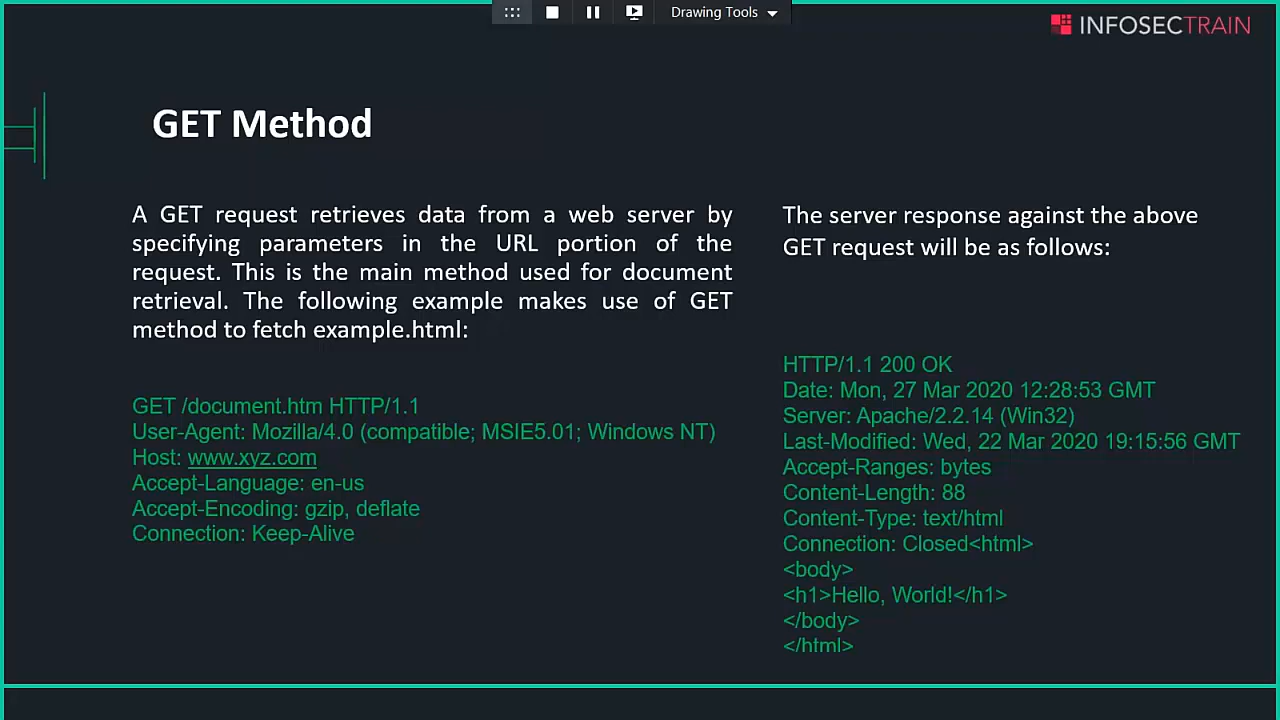 Drawing Tools
INFOSECTRAIN
GET Method
A GET request retrieves data from a web server by
specifying parameters in the URL portion of the
request. This is the main method used for document
retrieval. The following example makes use of GET
method to fetch example.html:
GET /document.htm HTTP/1.1
User-Agent: Mozilla/4.0 (compatible; MSIE5.01; Windows NT)
Host: www.xyz.com
Accept-Language: en-us
Accept-Encoding: gzip, deflate
Connection: Keep-Alive
The server response against the above
GET request will be as follows:
HTTP/1.1 200 OK
Date: Mon, 27 Mar 2020 12:28:53 GMT
Server: Apache/2.2.14 (Win32)
Last-Modified: Wed, 22 Mar 2020 19:15:56 GMT
Accept-Ranges: bytes
Content-Length: 88
Content-Type: text/html
Connection: Closed<html>
<body>
<h1>Hello, World!</h1>
</body>
</html>